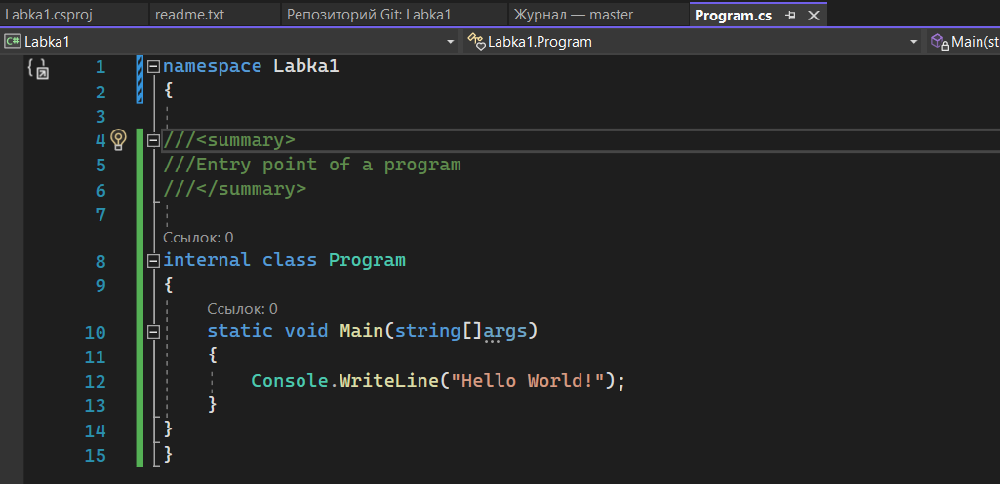 Labka1.csproj readme.txt Репозиторий Git: Labka1 Журнал — master Program.cs
C# Labka1 Labka1.Program Main(st
1 namespace Labka1
2 {
3
4 ///<summary>
5 ///Entry point of a program
6 ///</summary>
7
Ссылок: 0
8 internal class Program
9 {
Ссылок: 0
10 static void Main(string[]args)
11 {
12 Console.WriteLine("Hello World!");
13 }
14 }
15 }